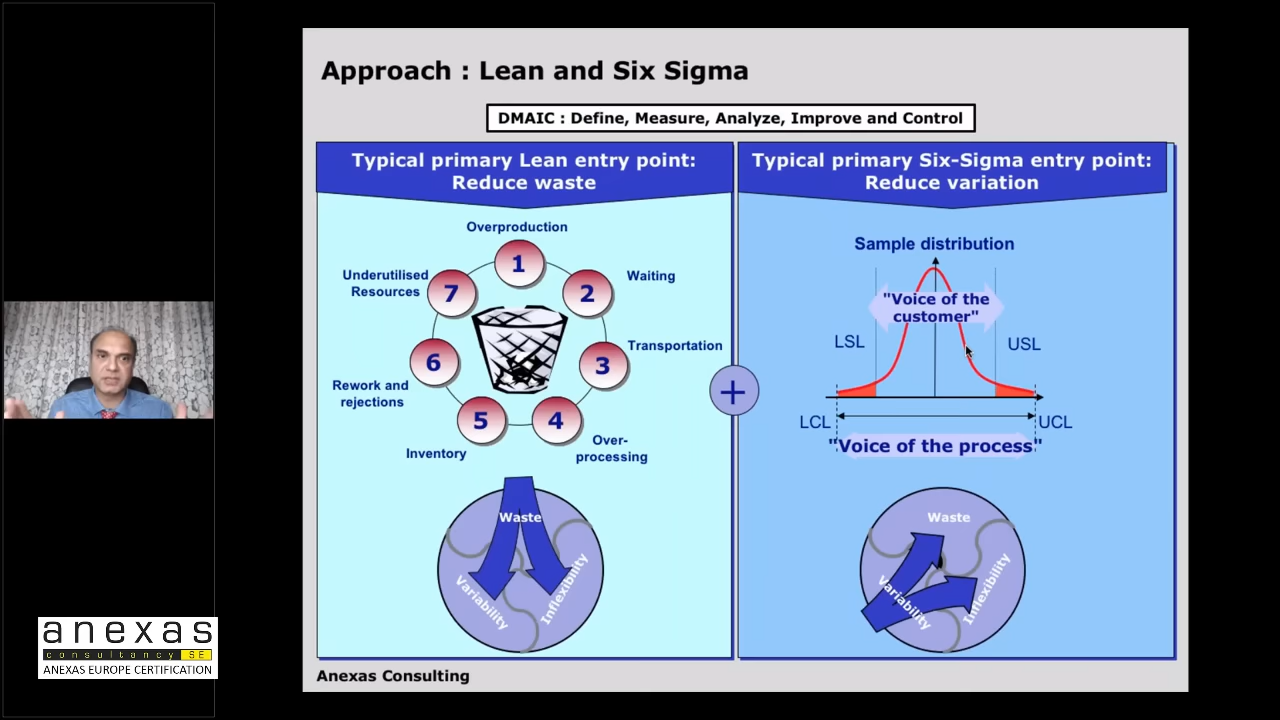 Approach : Lean and Six Sigma
DMAIC : Define, Measure, Analyze, Improve and Control
Typical primary Lean entry point:
Reduce waste
Overproduction
1
Waiting
2
Transportation
3
Over-
processing
4
Inventory
5
Rework and
rejections
6
Underutilised
Resources
7
Waste
Variability
Inflexibility
+
Typical primary Six-Sigma entry point:
Reduce variation
Sample distribution
"Voice of the
customer"
LSL
USL
LCL
UCL
"Voice of the process"
Waste
Variability
Inflexibility
Anexas Consulting
anexas
consultancy SE
ANEXAS EUROPE CERTIFICATION